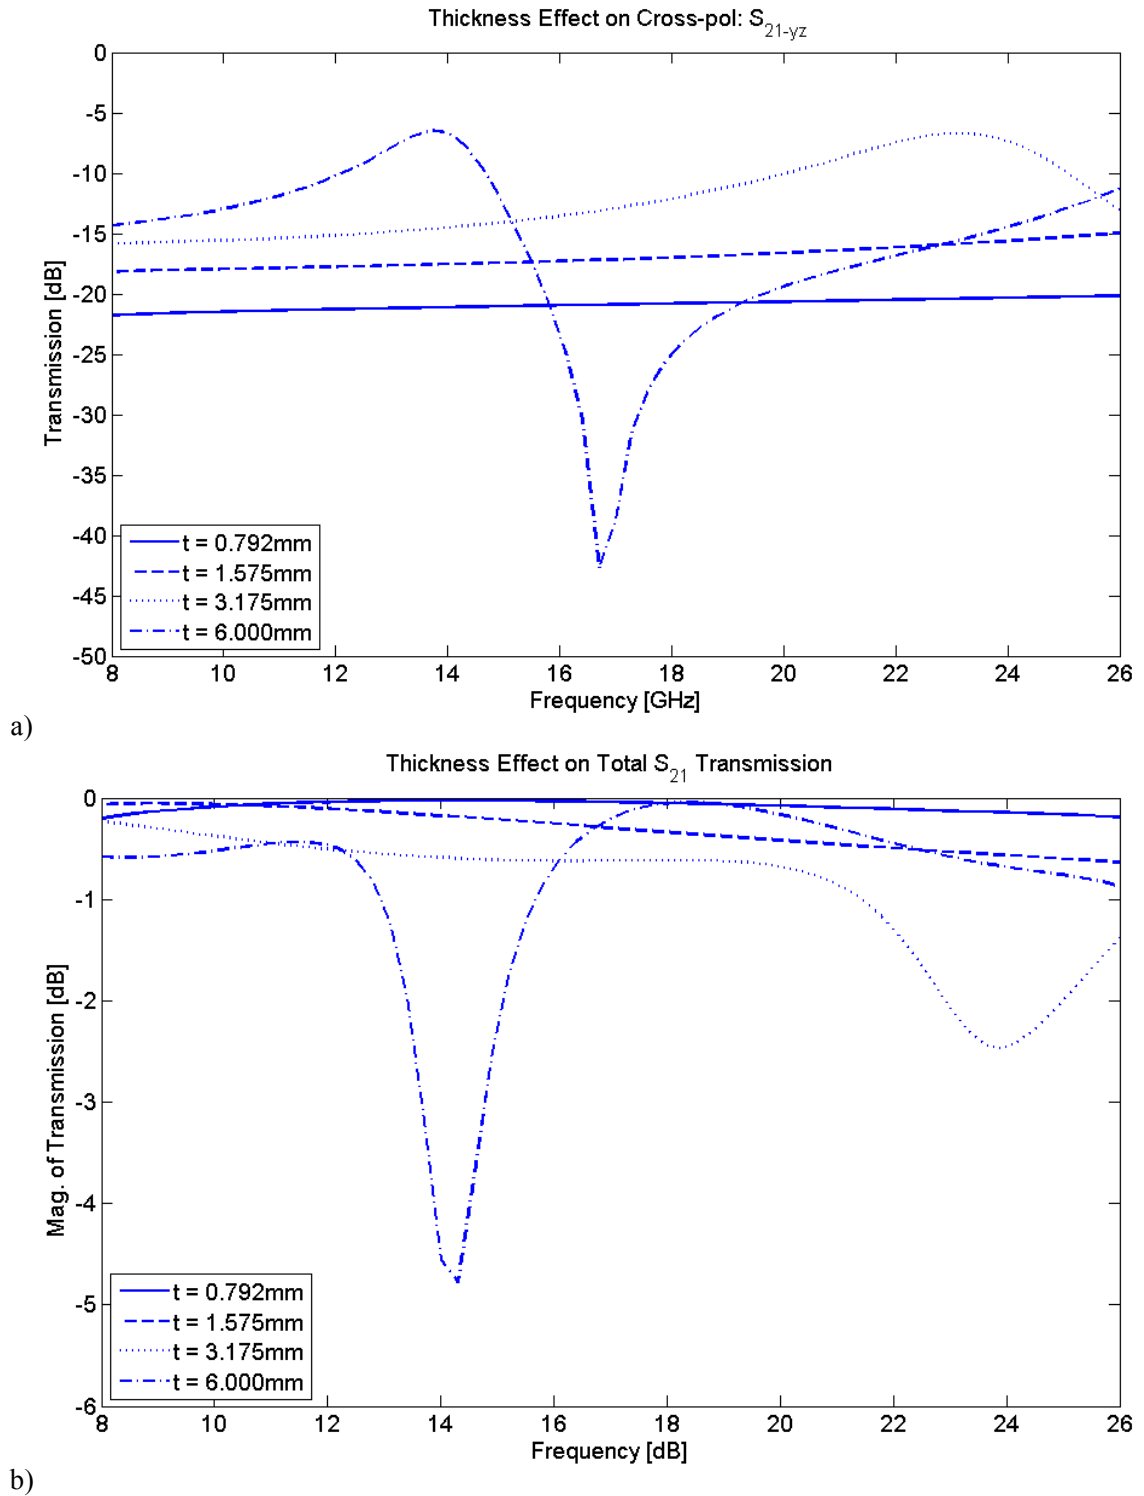 Thickness Effect on Cross-pol: S21-yz
0
-5
-10
-15
-20
-25
-30
-35
-40
-45
-50
Transmission [dB]
t = 0.792mm
t = 1.575mm
t = 3.175mm
t = 6.000mm
8 10 12 14 16 18 20 22 24 26
Frequency [GHz]
a)
Thickness Effect on Total S21 Transmission
0
-1
-2
-3
-4
-5
-6
Mag. of Transmission [dB]
t = 0.792mm
t = 1.575mm
t = 3.175mm
t = 6.000mm
8 10 12 14 16 18 20 22 24 26
Frequency [dB]
b)